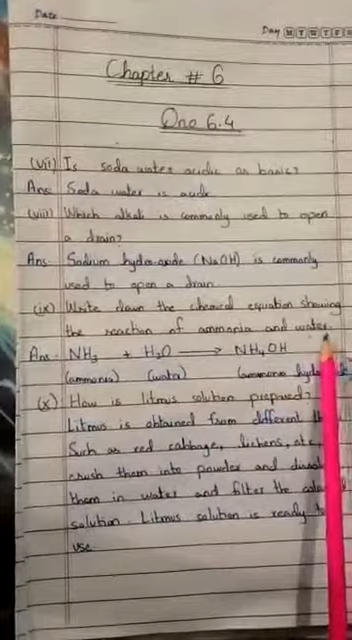 Date
Day M T W T F S
Chapter # 6
Qno 6.4
(vii) Is soda water acidic or basic?
Ans: Soda water is acidic
(viii) Which alkali is commonly used to open
a drain?
Ans: Sodium hydroxide (NaOH) is commonly
used to open a drain
(ix) Write down the chemical equation showing
the reaction of ammonia and water.
Ans: NH3 + H2O → NH4OH
(ammonia) (water)
(x) How is litmus solution prepared?
Litmus is obtained from different
Such as red cabbage, lichens, etc,
crush them into powder and
them in water and filter the
solution. Litmus solution is ready
use.